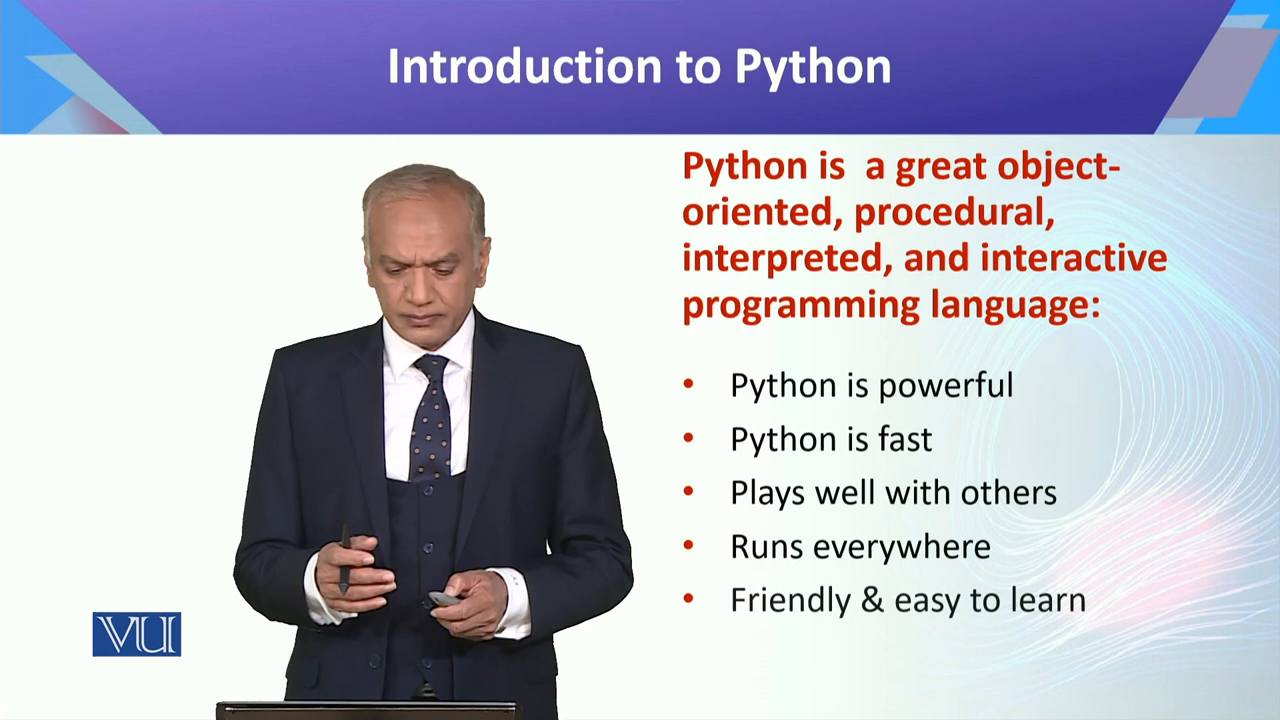 Introduction to Python
Python is a great object-
oriented, procedural,
interpreted, and interactive
programming language:
• Python is powerful
• Python is fast
• Plays well with others
• Runs everywhere
• Friendly & easy to learn
VU